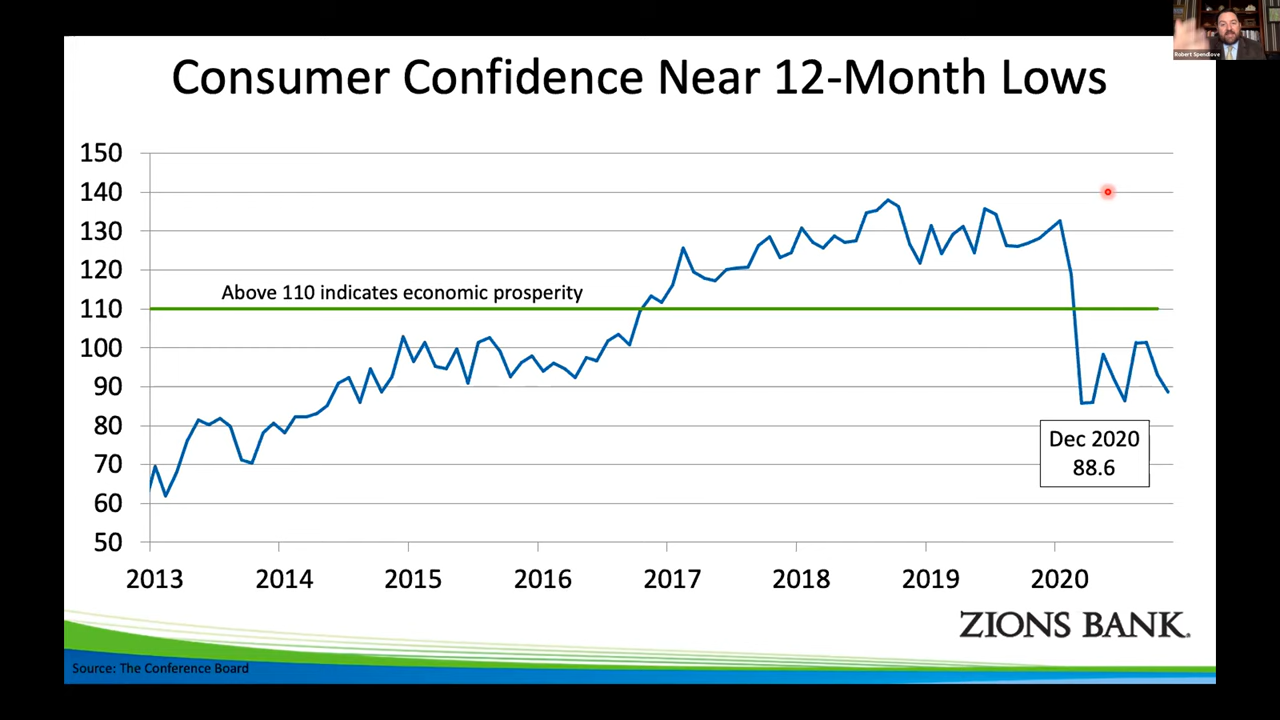 Robert Spendlove
Consumer Confidence Near 12-Month Lows
150
140
130
120
110
100
90
80
70
60
50
Above 110 indicates economic prosperity
Dec 2020
88.6
2013 2014 2015 2016 2017 2018 2019 2020
ZIONS BANK.
Source: The Conference Board